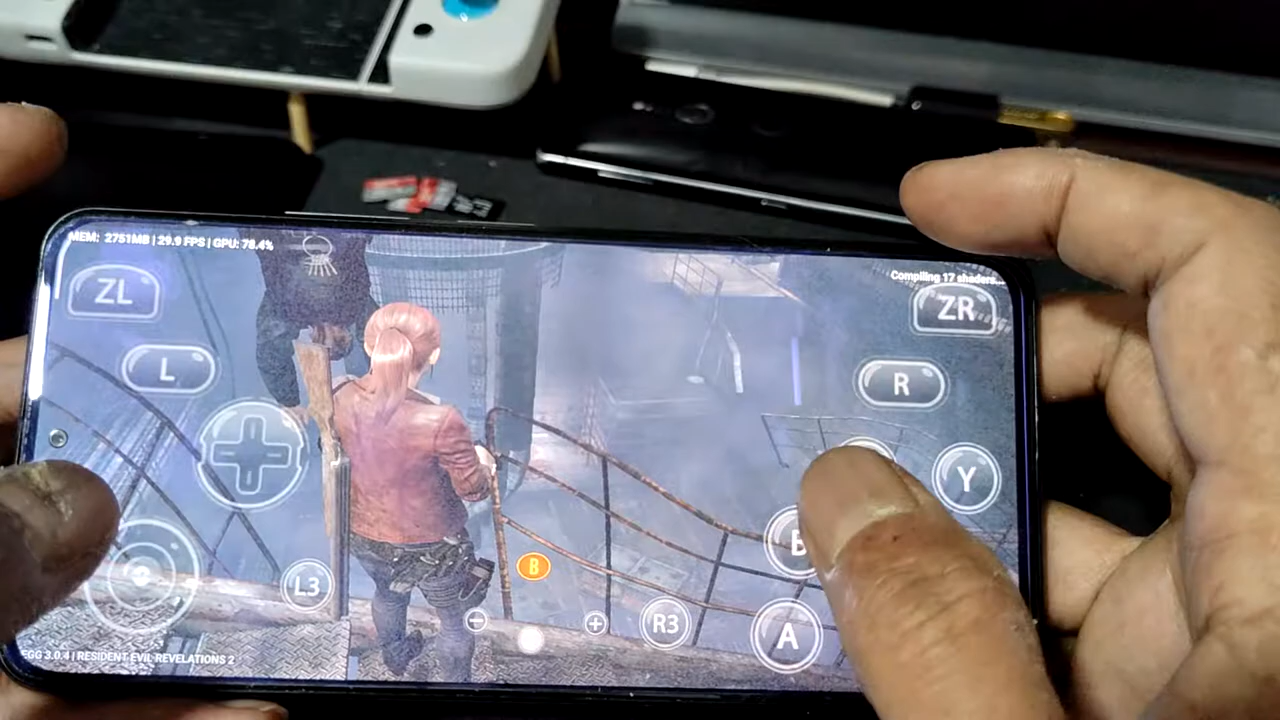 MEM: 2751MB | 29.9 FPS | GPU: 78.4%
Compiling 17 shaders...
ZL
ZR
L
R
Y
B
B
L3
R3
A
EGG 3.0.4 | RESIDENT EVIL REVELATIONS 2